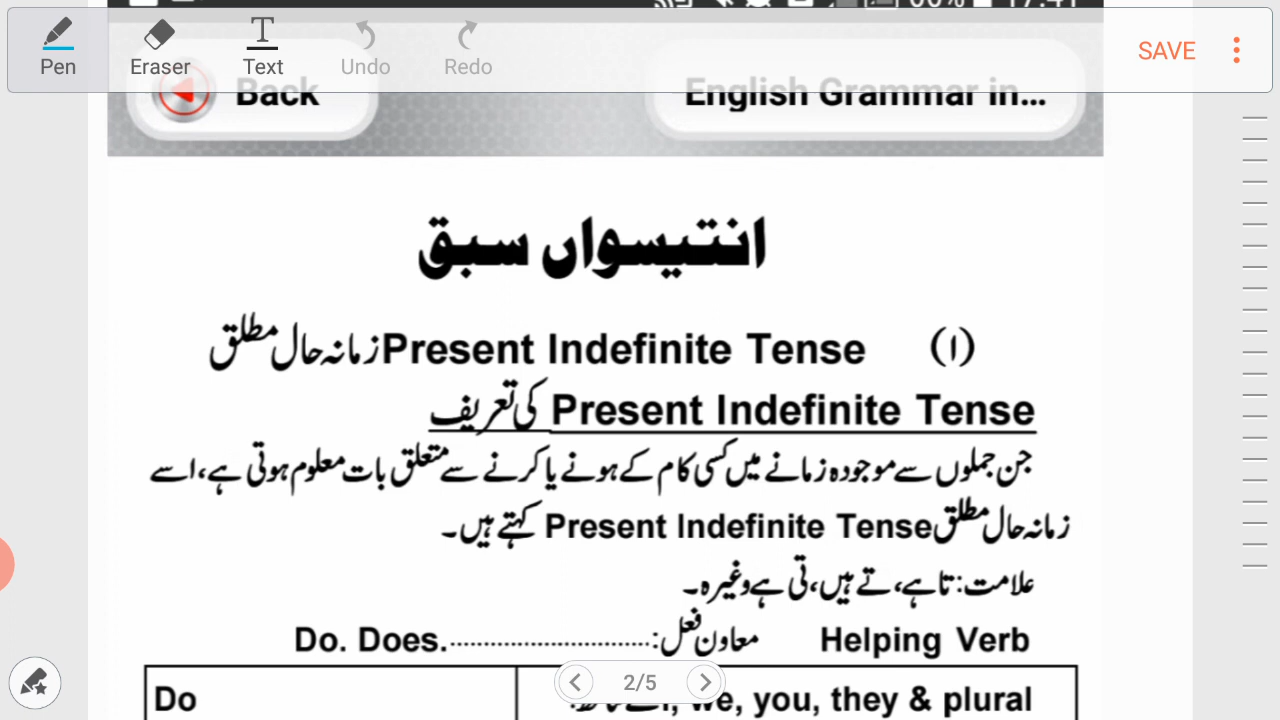 Pen Eraser Text Undo Redo SAVE
Back English Grammar in...
انتیسواں سبق
(۱) Present Indefinite Tense زمانہ حال مطلق
Present Indefinite Tense کی تعریف
جن جملوں سے موجودہ زمانے میں کسی کام کے ہونے یا کرنے سے متعلق بات معلوم ہوتی ہے، اسے
زمانہ حال مطلق Present Indefinite Tense کہتے ہیں۔
علامت: تا ہے، تے ہیں، تی ہے وغیرہ۔
Helping Verb معاون فعل: ............................Do. Does.
Do we, you, they & plural
2/5